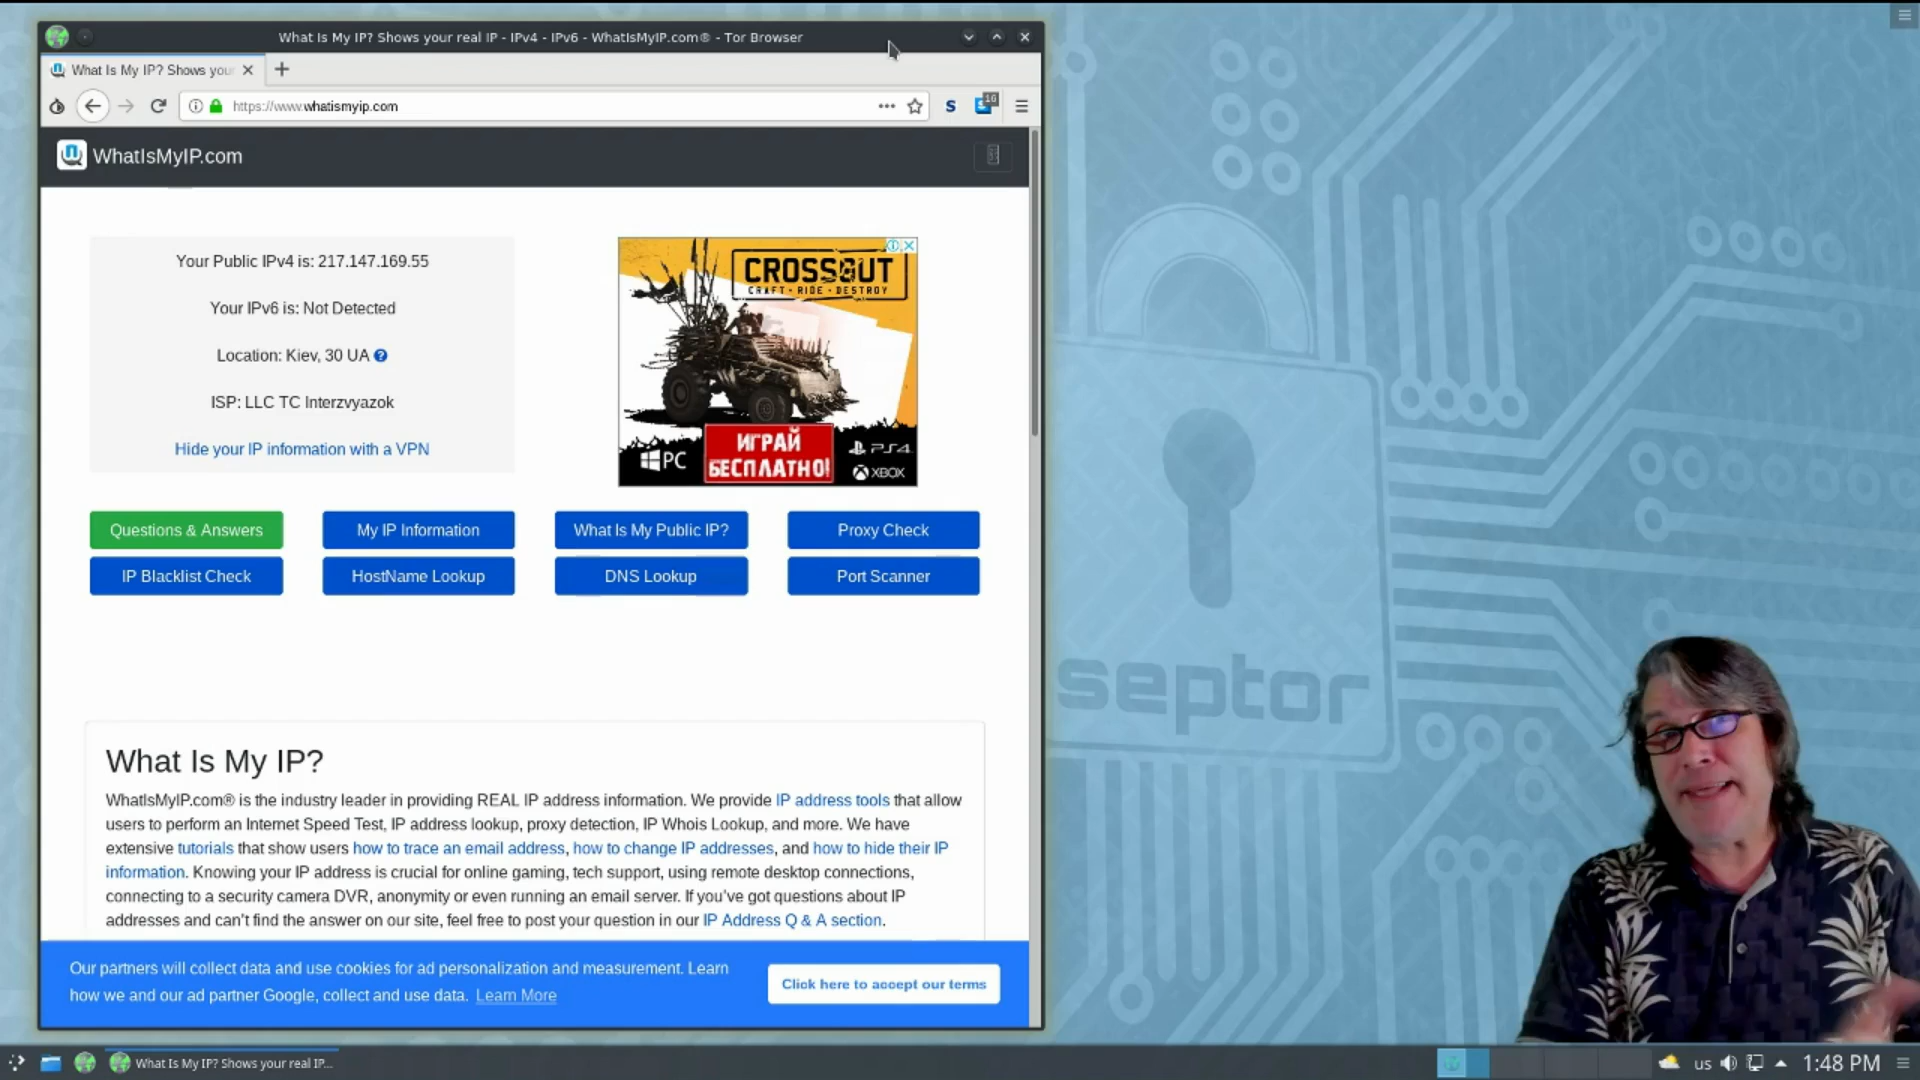 What Is My IP? Shows your real IP - IPv4 - IPv6 - WhatIsMyIP.com® - Tor Browser
What Is My IP? Shows you
https://www.whatismyip.com
S
10
WhatIsMyIP.com
Your Public IPv4 is: 217.147.169.55
Your IPv6 is: Not Detected
Location: Kiev, 30 UA
ISP: LLC TC Interzvyazok
Hide your IP information with a VPN
CROSSOUT
CRAFT • RIDE • DESTROY
PC
ИГРАЙ
БЕСПЛАТНО!
PS4
XBOX
Questions & Answers
My IP Information
What Is My Public IP?
Proxy Check
IP Blacklist Check
HostName Lookup
DNS Lookup
Port Scanner
What Is My IP?
WhatIsMyIP.com® is the industry leader in providing REAL IP address information. We provide IP address tools that allow
users to perform an Internet Speed Test, IP address lookup, proxy detection, IP Whois Lookup, and more. We have
extensive tutorials that show users how to trace an email address, how to change IP addresses, and how to hide their IP
information. Knowing your IP address is crucial for online gaming, tech support, using remote desktop connections,
connecting to a security camera DVR, anonymity or even running an email server. If you've got questions about IP
addresses and can't find the answer on our site, feel free to post your question in our IP Address Q & A section.
Our partners will collect data and use cookies for ad personalization and measurement. Learn
how we and our ad partner Google, collect and use data. Learn More
Click here to accept our terms
septor
What Is My IP? Shows your real IP...
us
1:48 PM